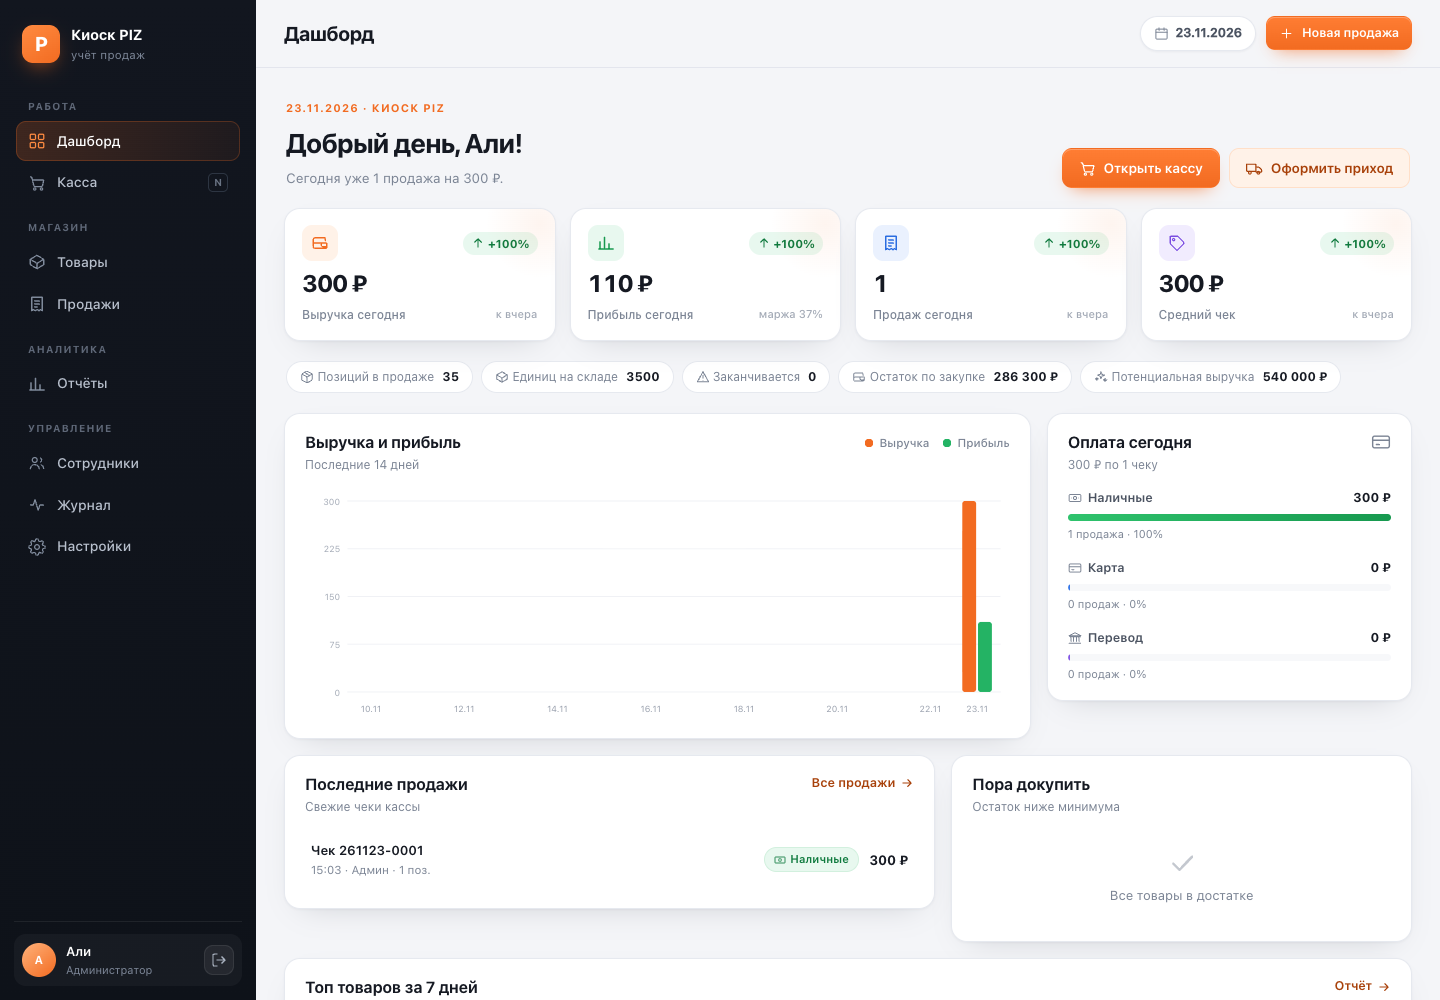 P
Киоск PIZ
учёт продаж
РАБОТА
Дашборд
Касса N
МАГАЗИН
Товары
Продажи
АНАЛИТИКА
Отчёты
УПРАВЛЕНИЕ
Сотрудники
Журнал
Настройки
А
Али
Администратор
Дашборд
23.11.2026
Новая продажа
23.11.2026 · КИОСК PIZ
Добрый день, Али!
Сегодня уже 1 продажа на 300 ₽.
Открыть кассу
Оформить приход
↑ +100%
300 ₽
Выручка сегодня к вчера
↑ +100%
110 ₽
Прибыль сегодня маржа 37%
↑ +100%
1
Продаж сегодня к вчера
↑ +100%
300 ₽
Средний чек к вчера
Позиций в продаже 35
Единиц на складе 3500
Заканчивается 0
Остаток по закупке 286 300 ₽
Потенциальная выручка 540 000 ₽
Выручка и прибыль
Последние 14 дней
Выручка Прибыль
300
225
150
75
0
10.11 12.11 14.11 16.11 18.11 20.11 22.11 23.11
Оплата сегодня
300 ₽ по 1 чеку
Наличные 300 ₽
1 продажа · 100%
Карта 0 ₽
0 продаж · 0%
Перевод 0 ₽
0 продаж · 0%
Последние продажи
Все продажи →
Свежие чеки кассы
Чек 261123-0001
15:03 · Админ · 1 поз.
Наличные 300 ₽
Пора докупить
Остаток ниже минимума
Все товары в достатке
Топ товаров за 7 дней
Отчёт →